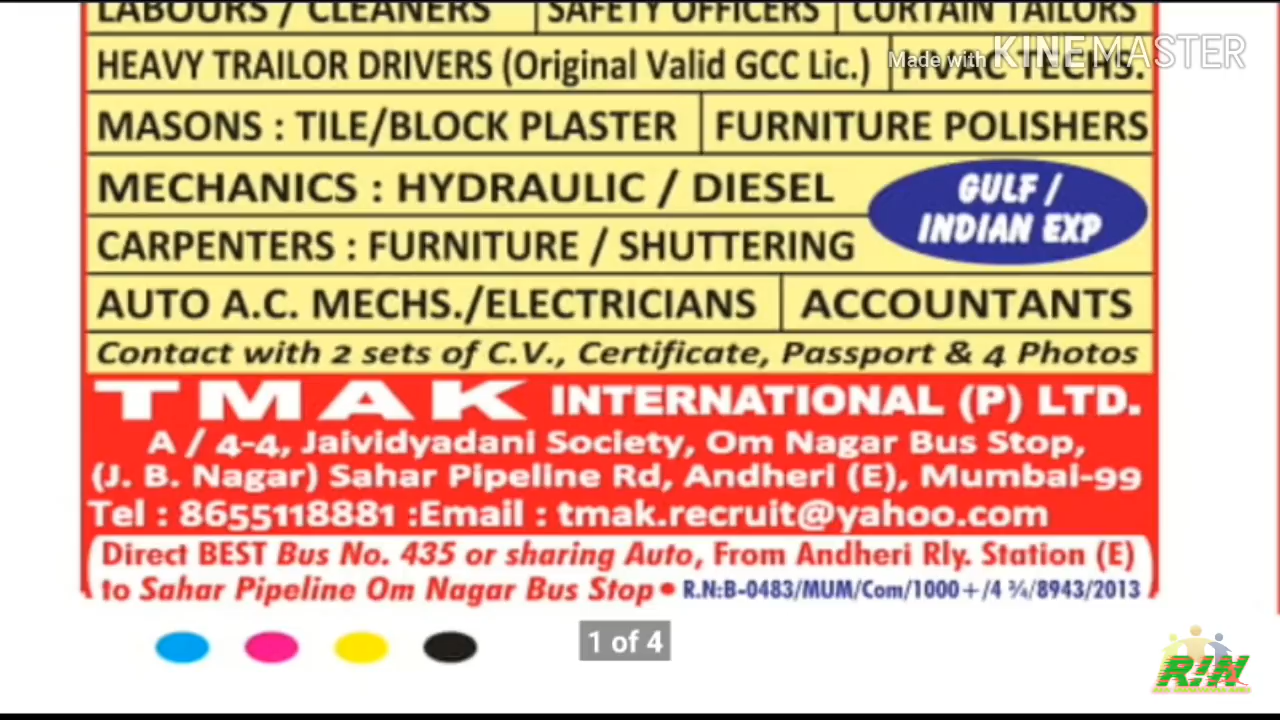 LABOURS / CLEANERS SAFETY OFFICERS CURTAIN TAILORS
HEAVY TRAILOR DRIVERS (Original Valid GCC Lic.) HVAC TECHS.
Made with KINEMASTER
MASONS : TILE/BLOCK PLASTER FURNITURE POLISHERS
MECHANICS : HYDRAULIC / DIESEL
GULF /
INDIAN EXP
CARPENTERS : FURNITURE / SHUTTERING
AUTO A.C. MECHS./ELECTRICIANS ACCOUNTANTS
Contact with 2 sets of C.V., Certificate, Passport & 4 Photos
TMAK INTERNATIONAL (P) LTD.
A / 4-4, Jaividyadani Society, Om Nagar Bus Stop,
(J. B. Nagar) Sahar Pipeline Rd, Andheri (E), Mumbai-99
Tel : 8655118881 :Email : tmak.recruit@yahoo.com
Direct BEST Bus No. 435 or sharing Auto, From Andheri Rly. Station (E)
to Sahar Pipeline Om Nagar Bus Stop • R.N:B-0483/MUM/Com/1000+/4 ¾/8943/2013
1 of 4
R!N